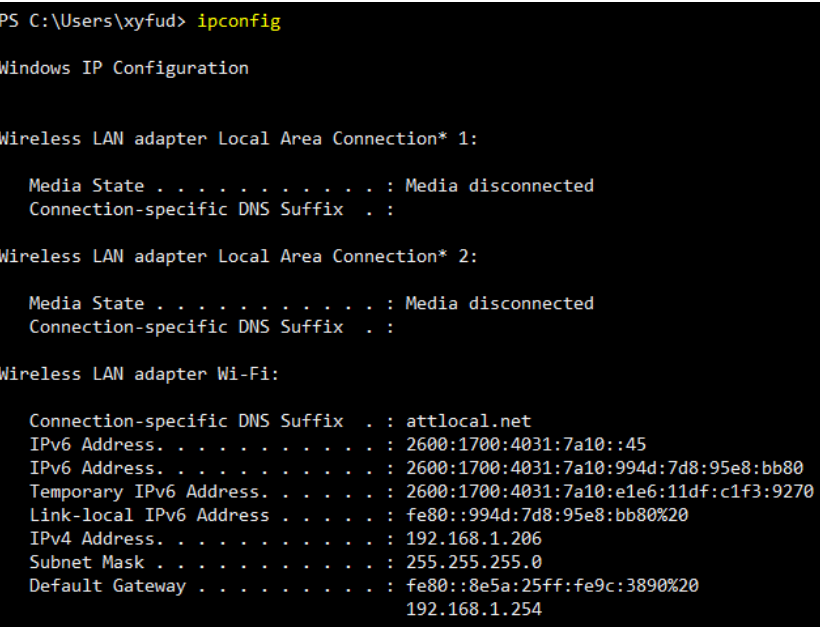 PS C:\Users\xyfud> ipconfig
Windows IP Configuration
Wireless LAN adapter Local Area Connection* 1:
Media State . . . . . . . . . . . : Media disconnected
Connection-specific DNS Suffix  . :
Wireless LAN adapter Local Area Connection* 2:
Media State . . . . . . . . . . . : Media disconnected
Connection-specific DNS Suffix  . :
Wireless LAN adapter Wi-Fi:
Connection-specific DNS Suffix  . : attlocal.net
IPv6 Address. . . . . . . . . . . : 2600:1700:4031:7a10::45
IPv6 Address. . . . . . . . . . . : 2600:1700:4031:7a10:994d:7d8:95e8:bb80
Temporary IPv6 Address. . . . . . : 2600:1700:4031:7a10:e1e6:11df:c1f3:9270
Link-local IPv6 Address . . . . . : fe80::994d:7d8:95e8:bb80%20
IPv4 Address. . . . . . . . . . . : 192.168.1.206
Subnet Mask . . . . . . . . . . . : 255.255.255.0
Default Gateway . . . . . . . . . : fe80::8e5a:25ff:fe9c:3890%20
192.168.1.254